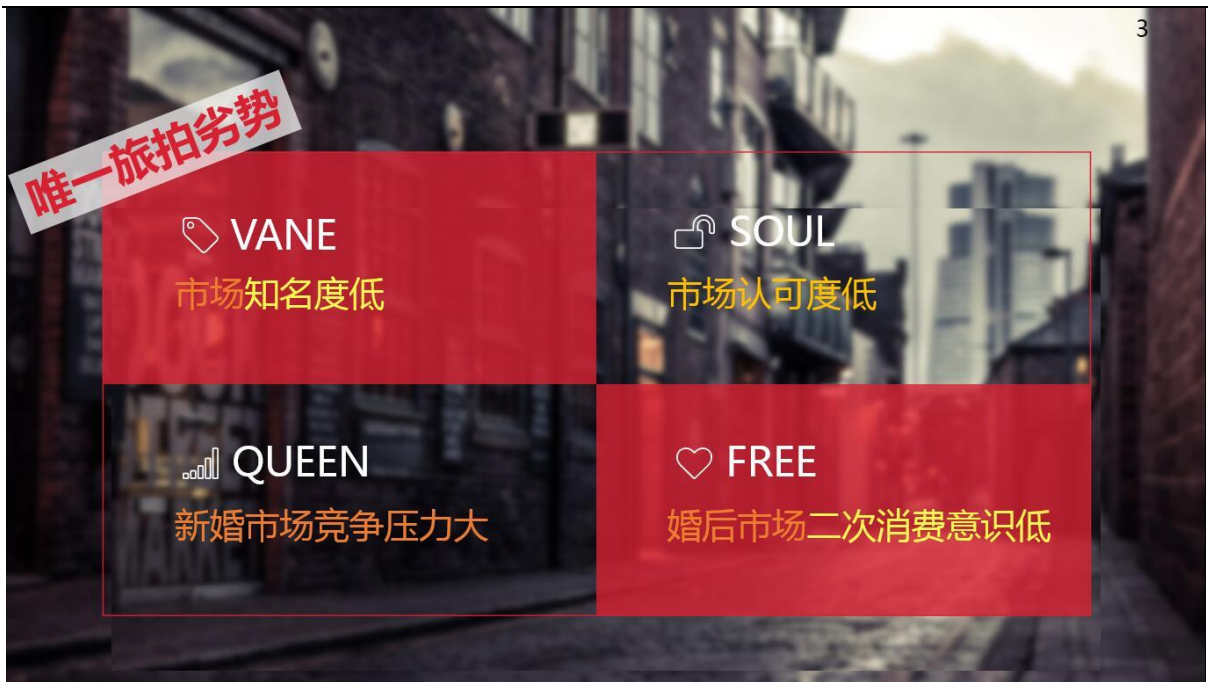 3
唯一旅拍劣势
VANE
市场知名度低
SOUL
市场认可度低
QUEEN
新婚市场竞争压力大
FREE
婚后市场二次消费意识低